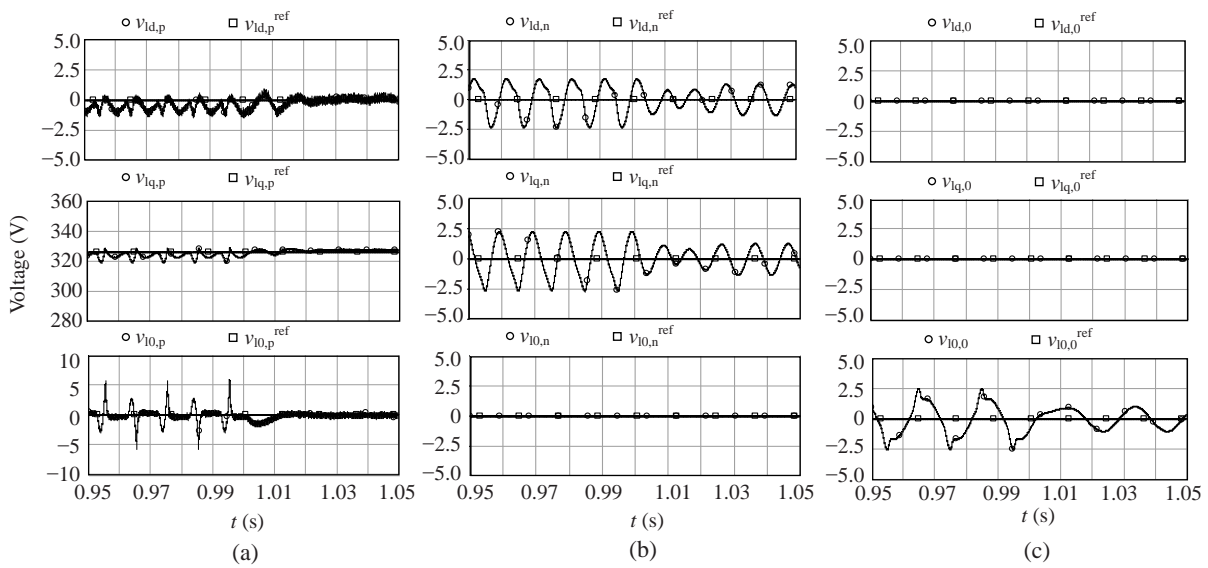 ○ v_ld,p □ v_ld,p^ref
5.0
2.5
0
−2.5
−5.0
○ v_lq,p □ v_lq,p^ref
360
340
320
300
280
Voltage (V)
○ v_l0,p □ v_l0,p^ref
10
5
0
−5
−10
0.95 0.97 0.99 1.01 1.03 1.05
t (s)
(a)
○ v_ld,n □ v_ld,n^ref
5.0
2.5
0
−2.5
−5.0
○ v_lq,n □ v_lq,n^ref
5.0
2.5
0
−2.5
−5.0
○ v_l0,n □ v_l0,n^ref
5.0
2.5
0
−2.5
−5.0
0.95 0.97 0.99 1.01 1.03 1.05
t (s)
(b)
○ v_ld,0 □ v_ld,0^ref
5.0
2.5
0
−2.5
−5.0
○ v_lq,0 □ v_lq,0^ref
5.0
2.5
0
−2.5
−5.0
○ v_l0,0 □ v_l0,0^ref
5.0
2.5
0
−2.5
−5.0
0.95 0.97 0.99 1.01 1.03 1.05
t (s)
(c)